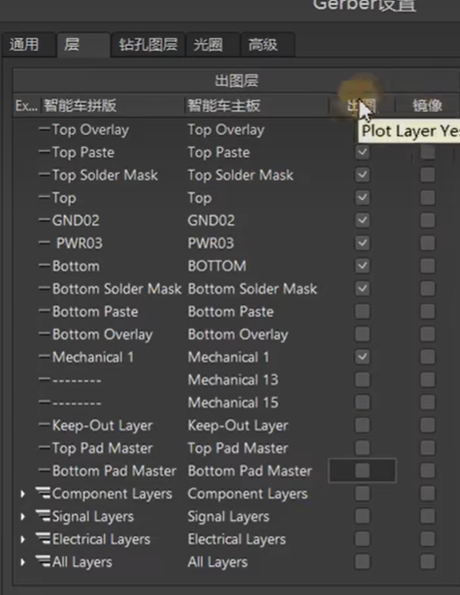 Gerber设置
通用 层 钻孔图层 光圈 高级
出图层
Ex... 智能车拼版 智能车主板 出图 镜像
Top Overlay Top Overlay
Plot Layer Yes
Top Paste Top Paste
Top Solder Mask Top Solder Mask
Top Top
GND02 GND02
PWR03 PWR03
Bottom BOTTOM
Bottom Solder Mask Bottom Solder Mask
Bottom Paste Bottom Paste
Bottom Overlay Bottom Overlay
Mechanical 1 Mechanical 1
-------- Mechanical 13
-------- Mechanical 15
Keep-Out Layer Keep-Out Layer
Top Pad Master Top Pad Master
Bottom Pad Master Bottom Pad Master
Component Layers Component Layers
Signal Layers Signal Layers
Electrical Layers Electrical Layers
All Layers All Layers